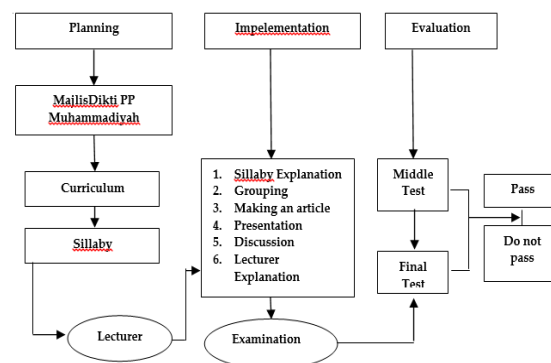 Planning
Impelementation
Evaluation
MajlisDikti PP
Muhammadiyah
Curriculum
Sillaby
Lecturer
1. Sillaby Explanation
2. Grouping
3. Making an article
4. Presentation
5. Discussion
6. Lecturer
Explanation
Examination
Middle
Test
Final
Test
Pass
Do not
pass